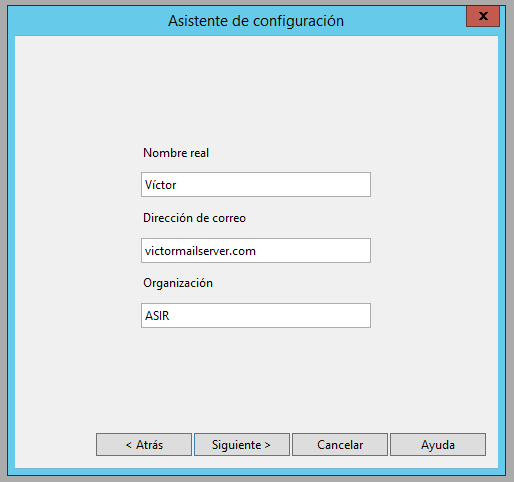 Asistente de configuración
x
Nombre real
Víctor
Dirección de correo
victormailserver.com
Organización
ASIR
< Atrás Siguiente > Cancelar Ayuda